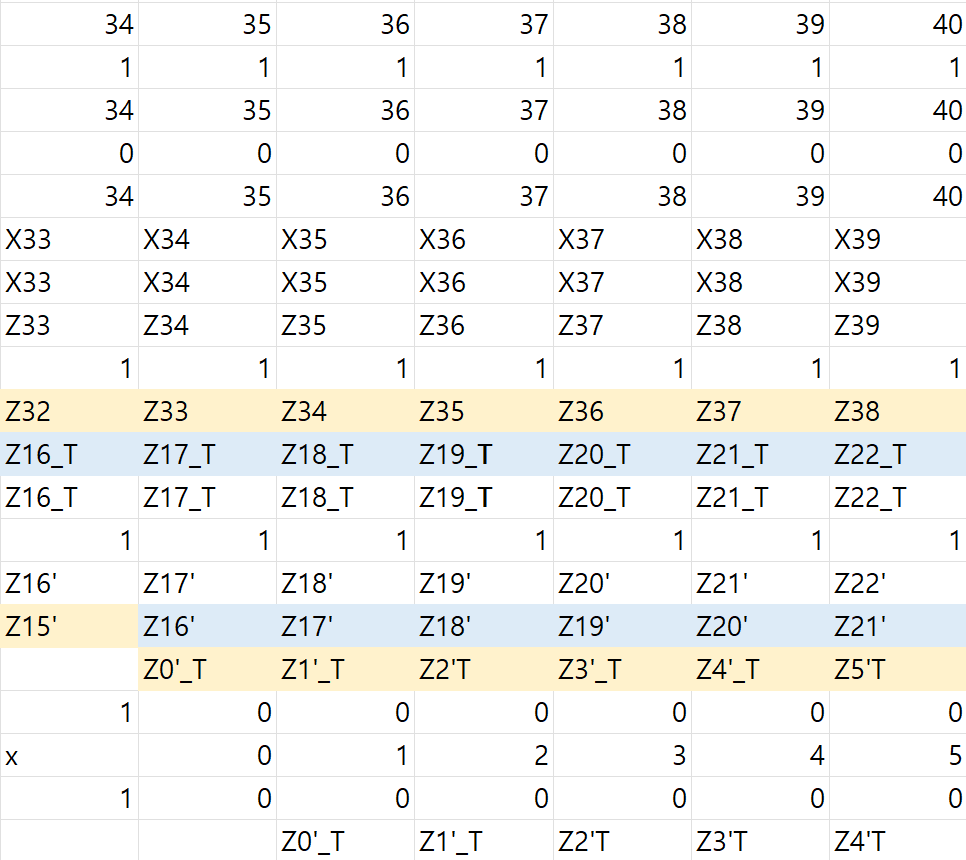 34 35 36 37 38 39 40
1 1 1 1 1 1 1
34 35 36 37 38 39 40
0 0 0 0 0 0 0
34 35 36 37 38 39 40
X33 X34 X35 X36 X37 X38 X39
X33 X34 X35 X36 X37 X38 X39
Z33 Z34 Z35 Z36 Z37 Z38 Z39
1 1 1 1 1 1 1
Z32 Z33 Z34 Z35 Z36 Z37 Z38
Z16_T Z17_T Z18_T Z19_T Z20_T Z21_T Z22_T
Z16_T Z17_T Z18_T Z19_T Z20_T Z21_T Z22_T
1 1 1 1 1 1 1
Z16' Z17' Z18' Z19' Z20' Z21' Z22'
Z15' Z16' Z17' Z18' Z19' Z20' Z21'
Z0'_T Z1'_T Z2'T Z3'_T Z4'_T Z5'T
1 0 0 0 0 0 0
x 0 1 2 3 4 5
1 0 0 0 0 0 0
Z0'_T Z1'_T Z2'T Z3'T Z4'T